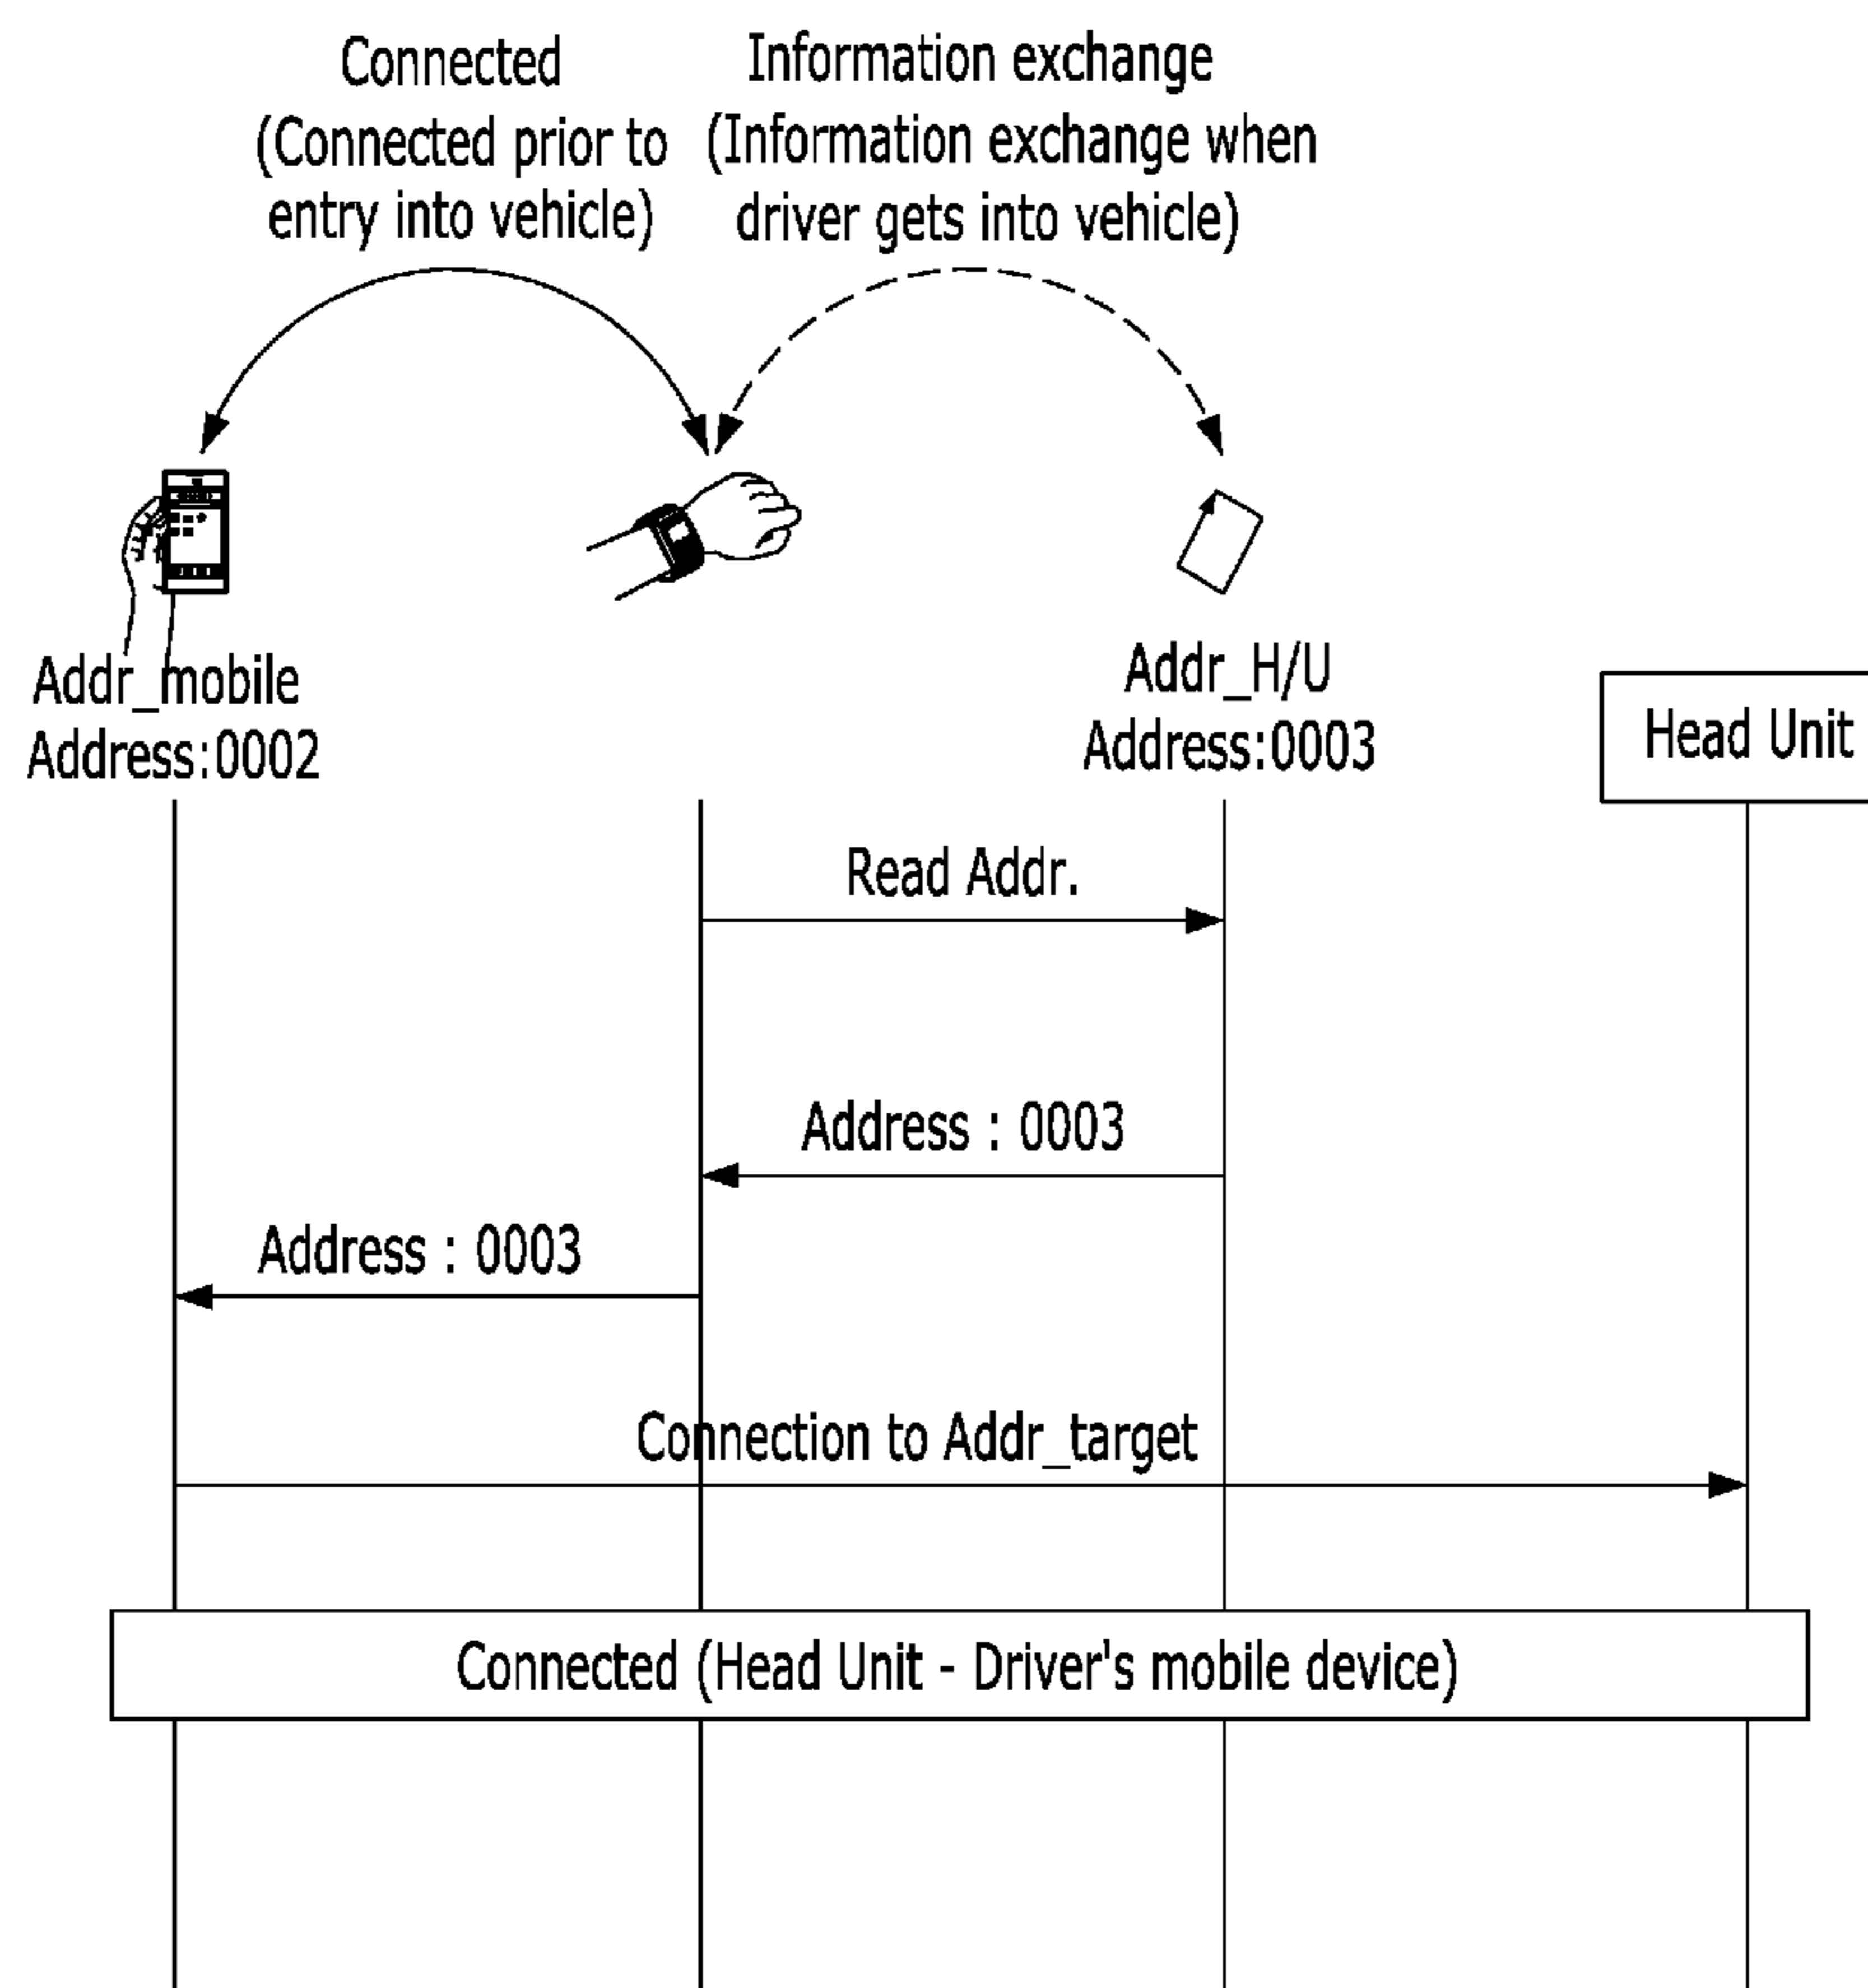 Connected
(Connected prior to
entry into vehicle)
Information exchange
(Information exchange when
driver gets into vehicle)
Addr_mobile
Address:0002
Addr_H/U
Address:0003
Head Unit
Read Addr.
Address : 0003
Address : 0003
Connection to Addr_target
Connected (Head Unit - Driver's mobile device)